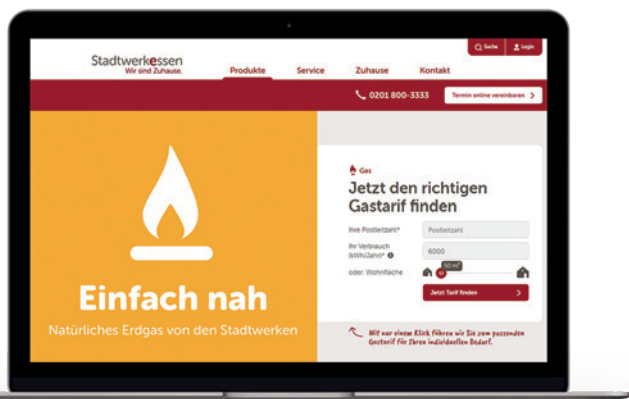 Suche
Login
Stadtwerkessen
Wir sind Zuhause.
Produkte Service Zuhause Kontakt
0201 800-3333
Termin online vereinbaren
Einfach nah
Natürliches Erdgas von den Stadtwerken
Gas
Jetzt den richtigen
Gastarif finden
Ihre Postleitzahl*
Postleitzahl
Ihr Verbrauch
(kWh/Jahr)*
6000
oder: Wohnfläche
50 m²
Jetzt Tarif finden
Mit nur einem Klick führen wir Sie zum passenden
Gastarif für Ihren individuellen Bedarf.